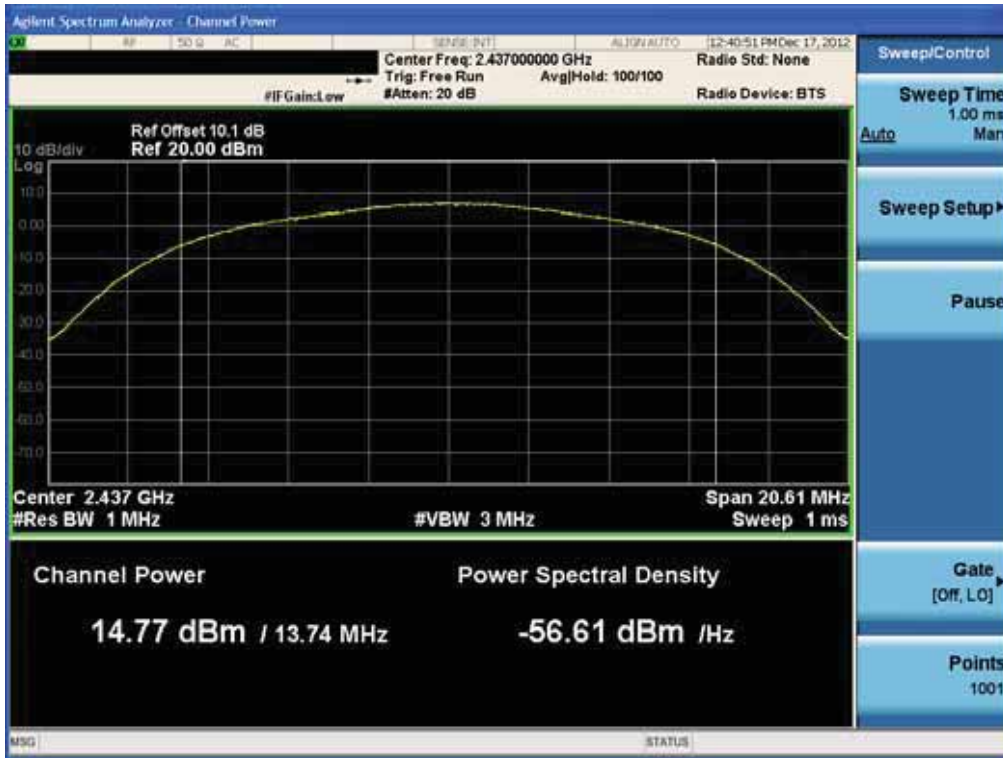 Agilent Spectrum Analyzer - Channel Power
RF 50 Ω AC SENSE:INT ALIGN AUTO 12:40:51 PM Dec 17, 2012
Center Freq: 2.437000000 GHz Radio Std: None
Trig: Free Run Avg|Hold: 100/100
#IFGain:Low #Atten: 20 dB Radio Device: BTS
Ref Offset 10.1 dB
10 dB/div Ref 20.00 dBm
Log
10.0
0.00
-10.0
-20.0
-30.0
-40.0
-50.0
-60.0
-70.0
Center 2.437 GHz Span 20.61 MHz
#Res BW 1 MHz #VBW 3 MHz Sweep 1 ms
Channel Power Power Spectral Density
14.77 dBm / 13.74 MHz -56.61 dBm /Hz
MSG STATUS
Sweep/Control
Sweep Time
1.00 ms
Auto Man
Sweep Setup
Pause
Gate
[Off, LO]
Points
1001